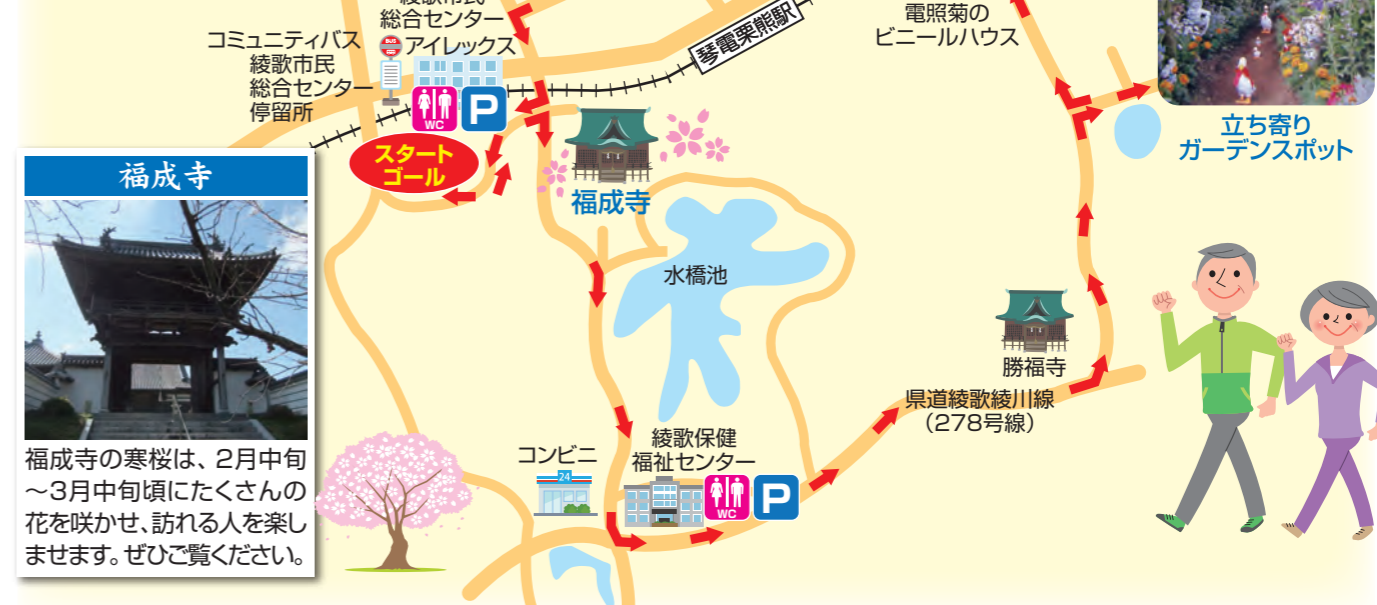 綾歌市民
総合センター
アイレックス
コミュニティバス
綾歌市民
総合センター
停留所
BUS
WC
P
スタート
ゴール
琴電栗熊駅
電照菊の
ビニールハウス
立ち寄り
ガーデンスポット
福成寺
水橋池
勝福寺
県道綾歌綾川線
(278号線)
綾歌保健
福祉センター
WC
P
コンビニ
24
福成寺
福成寺の寒桜は、2月中旬
~3月中旬頃にたくさんの
花を咲かせ、訪れる人を楽し
ませます。ぜひご覧ください。